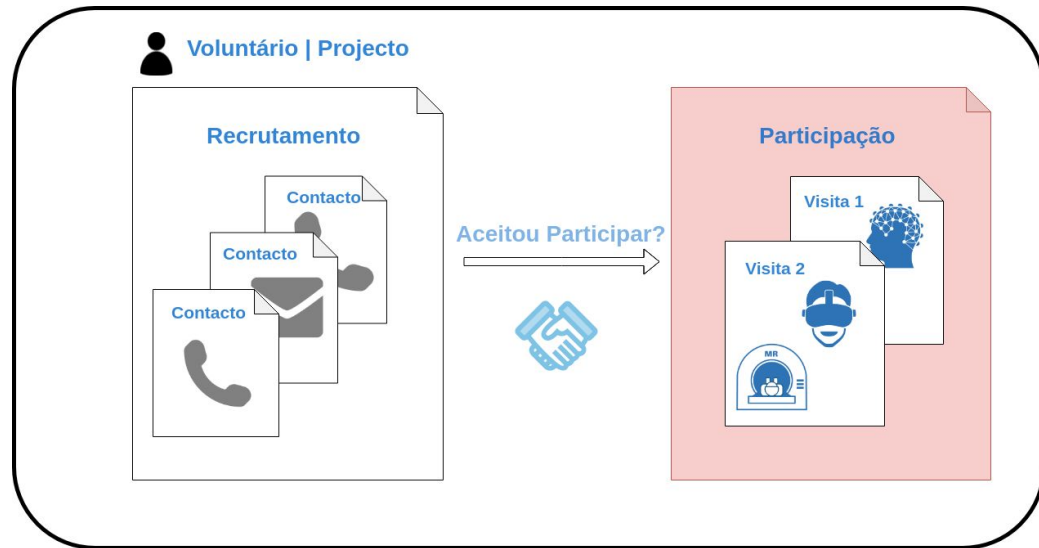 Voluntário | Projecto
Recrutamento
Contacto
Contacto
Contacto
Aceitou Participar?
Participação
Visita 1
Visita 2
MR